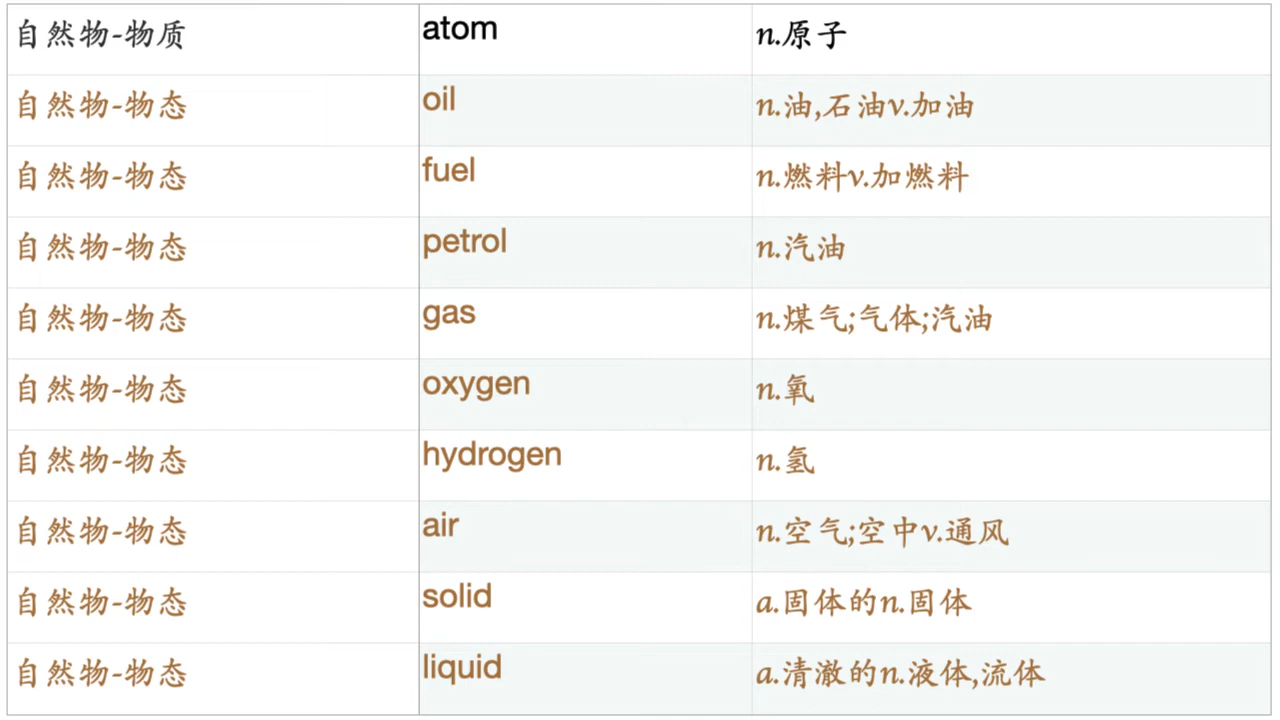 自然物-物质 atom n.原子
自然物-物态 oil n.油,石油v.加油
自然物-物态 fuel n.燃料v.加燃料
自然物-物态 petrol n.汽油
自然物-物态 gas n.煤气;气体;汽油
自然物-物态 oxygen n.氧
自然物-物态 hydrogen n.氢
自然物-物态 air n.空气;空中v.通风
自然物-物态 solid a.固体的n.固体
自然物-物态 liquid a.清澈的n.液体,流体